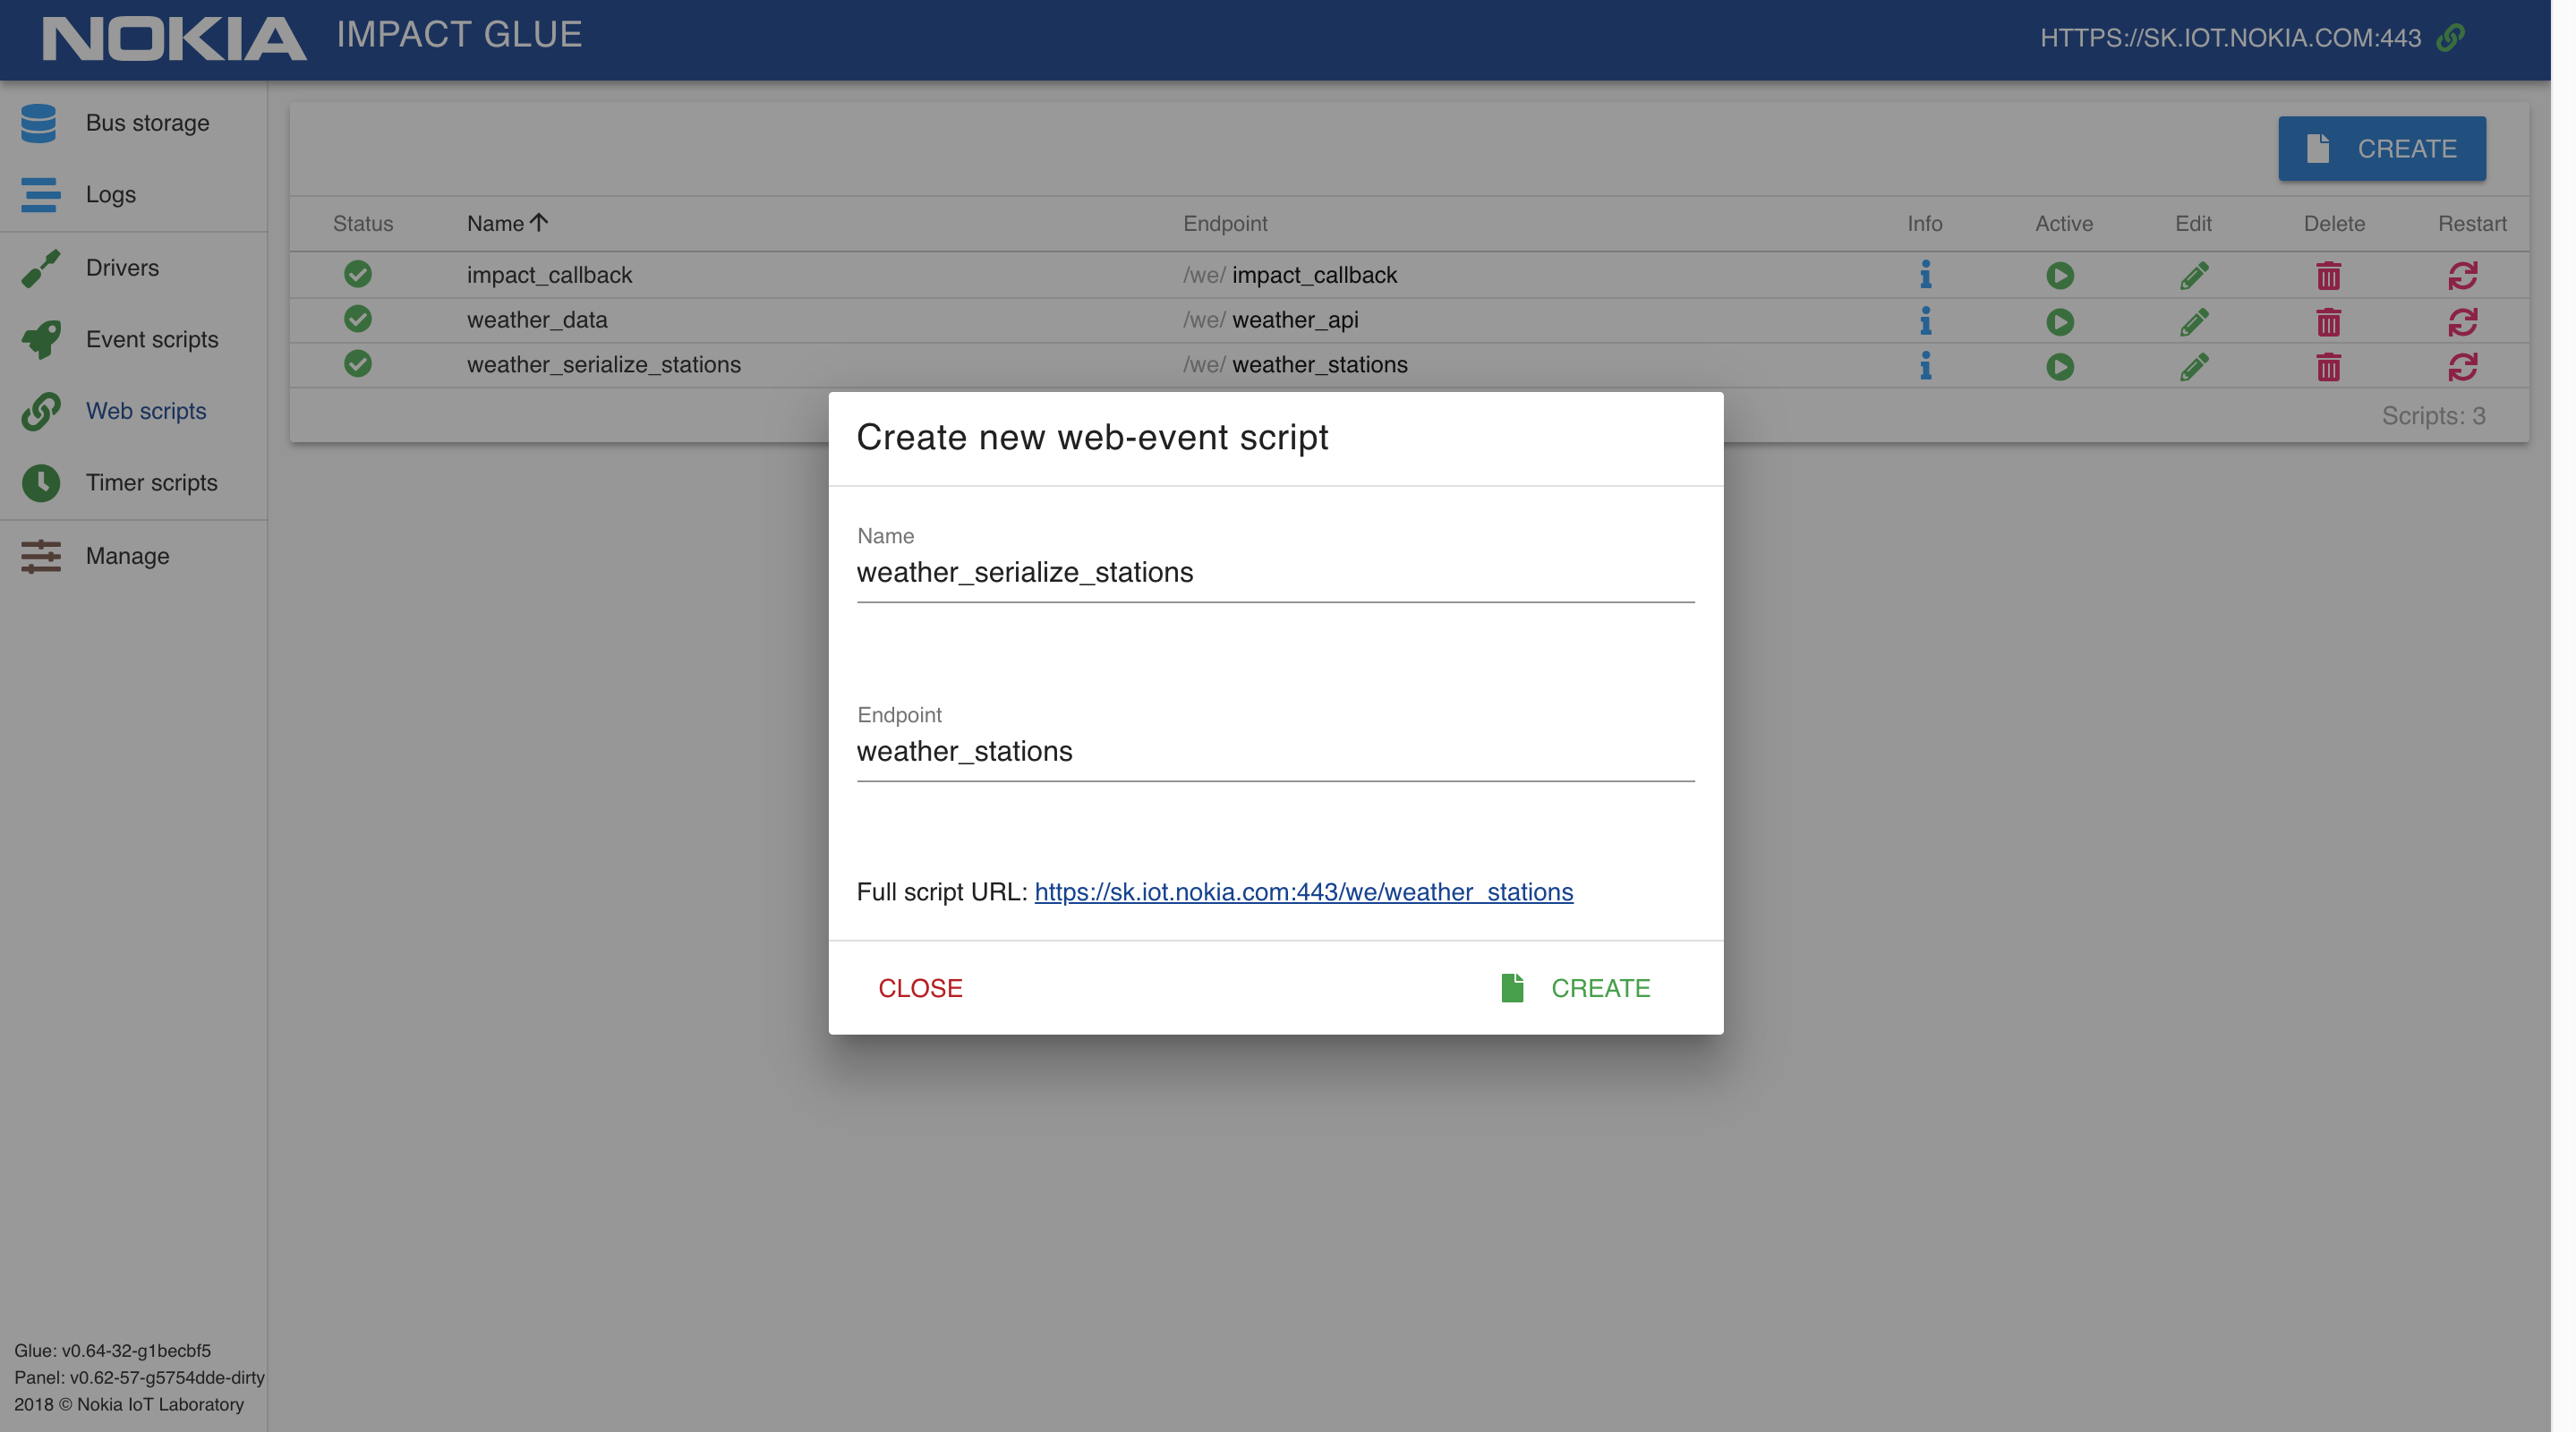 NOKIA IMPACT GLUE HTTPS://SK.IOT.NOKIA.COM:443
Bus storage
Logs
Drivers
Event scripts
Web scripts
Timer scripts
Manage
CREATE
Status Name Endpoint Info Active Edit Delete Restart
impact_callback /we/ impact_callback
weather_data /we/ weather_api
weather_serialize_stations /we/ weather_stations
Scripts: 3
Create new web-event script
Name
weather_serialize_stations
Endpoint
weather_stations
Full script URL: https://sk.iot.nokia.com:443/we/weather_stations
CLOSE CREATE
Glue: v0.64-32-g1becbf5
Panel: v0.62-57-g5754dde-dirty
2018 © Nokia IoT Laboratory